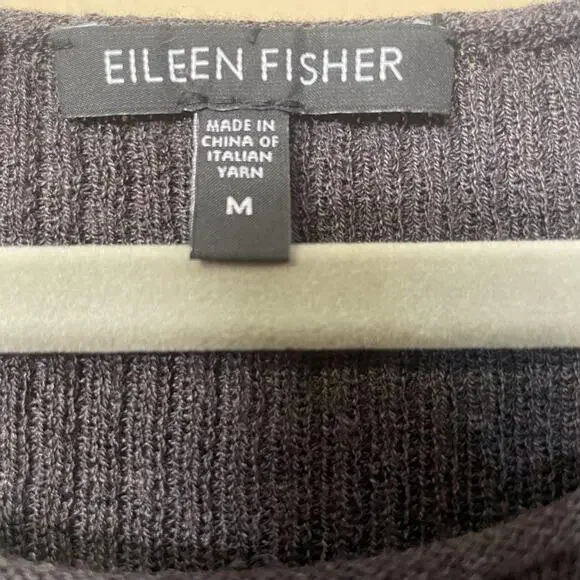 EILEEN FISHER
MADE IN
CHINA OF
ITALIAN
YARN
M